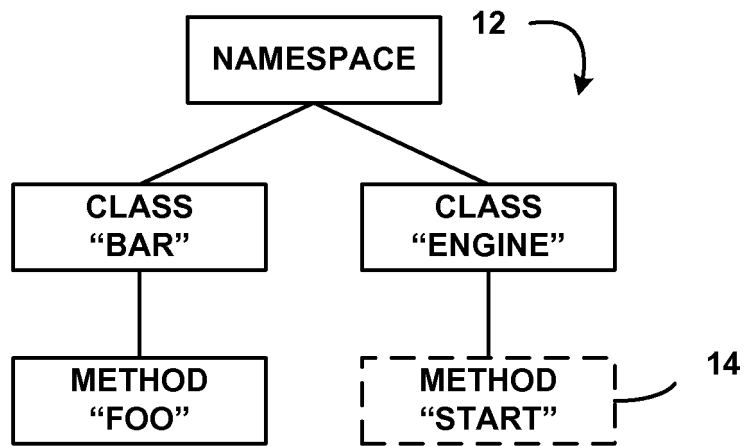 12
NAMESPACE
CLASS
“BAR”
CLASS
“ENGINE”
METHOD
“FOO”
METHOD
“START”
14